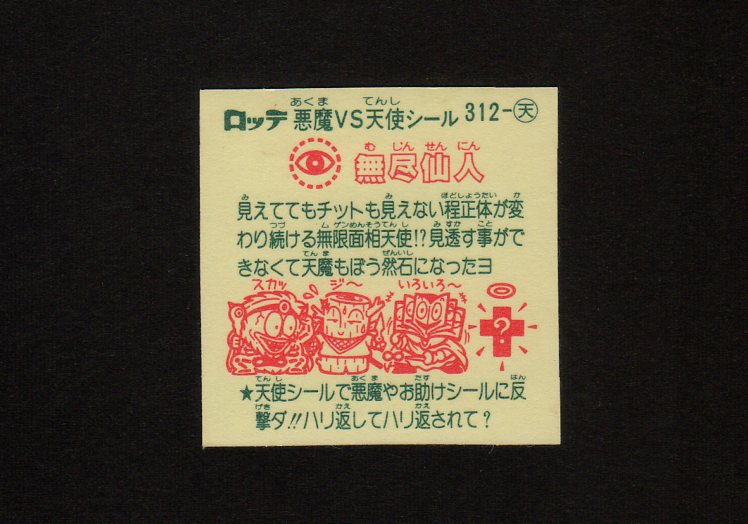 ロッテ 悪魔VS天使シール 312-天
無尽仙人
見えててもチットも見えない程正体が変
わり続ける無限面相天使!?見透す事がで
きなくて天魔もぼう然石になったヨ
スカッ ジ〜 いろいろ〜
?
★天使シールで悪魔やお助けシールに反
撃ダ!!ハリ返してハリ返されて?